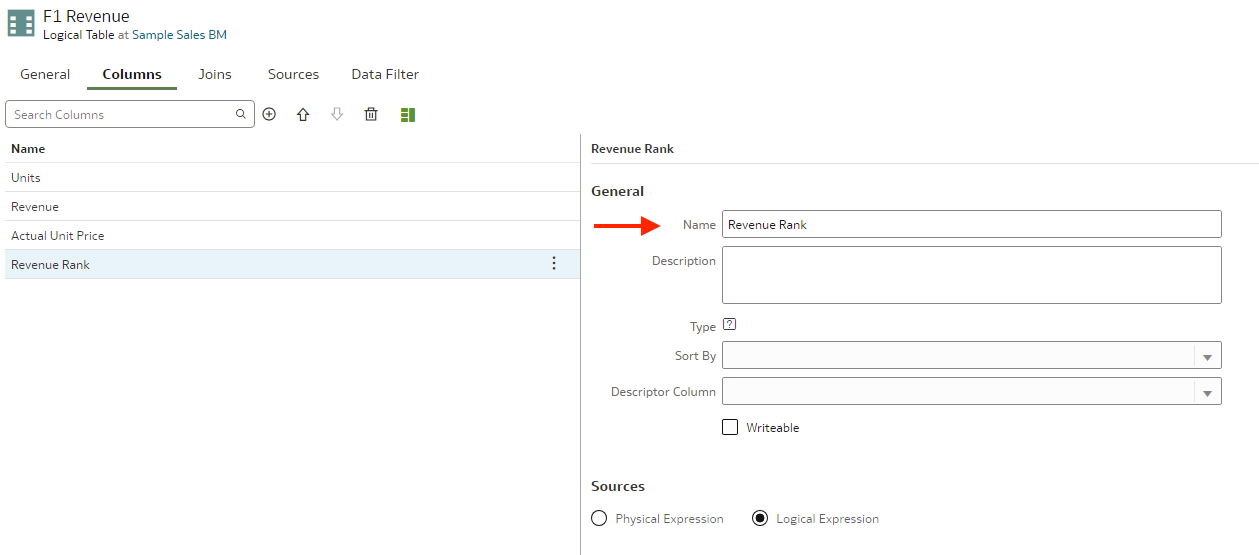 F1 Revenue
Logical Table at Sample Sales BM
General Columns Joins Sources Data Filter
Search Columns
Name
Units
Revenue
Actual Unit Price
Revenue Rank
Revenue Rank
General
Name Revenue Rank
Description
Type ?
Sort By
Descriptor Column
Writeable
Sources
Physical Expression Logical Expression